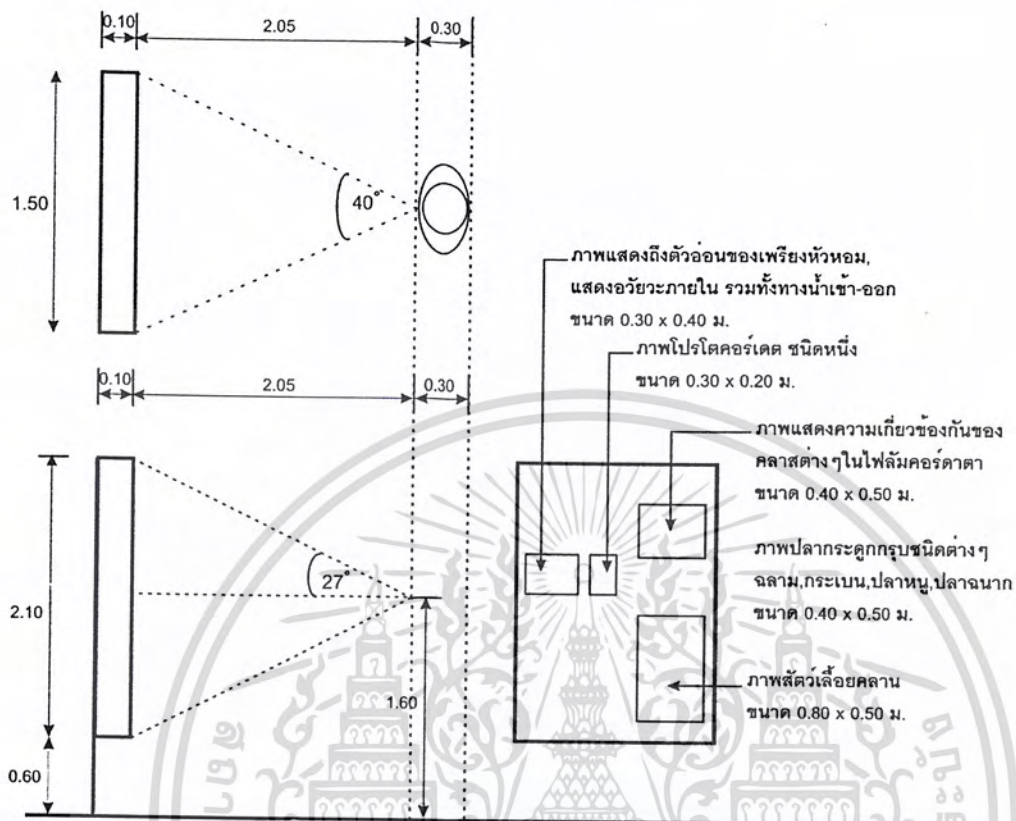 0.10
2.05
0.30
1.50
40°
ภาพแสดงถึงตัวอ่อนของเพรียงหัวหอม,
แสดงอวัยวะภายใน รวมทั้งทางน้ำเข้า-ออก
ขนาด 0.30 x 0.40 ม.
ภาพโปรโตคอร์เดต ชนิดหนึ่ง
ขนาด 0.30 x 0.20 ม.
0.10
2.05
0.30
ภาพแสดงความเกี่ยวข้องกันของ
คลาสต่างๆในไฟลัมคอร์ดาตา
ขนาด 0.40 x 0.50 ม.
27°
2.10
ภาพปลากระดูกกรุบชนิดต่างๆ
ฉลาม,กระเบน,ปลาหนู,ปลาฉนาก
ขนาด 0.40 x 0.50 ม.
1.60
ภาพสัตว์เลื้อยคลาน
ขนาด 0.80 x 0.50 ม.
0.60